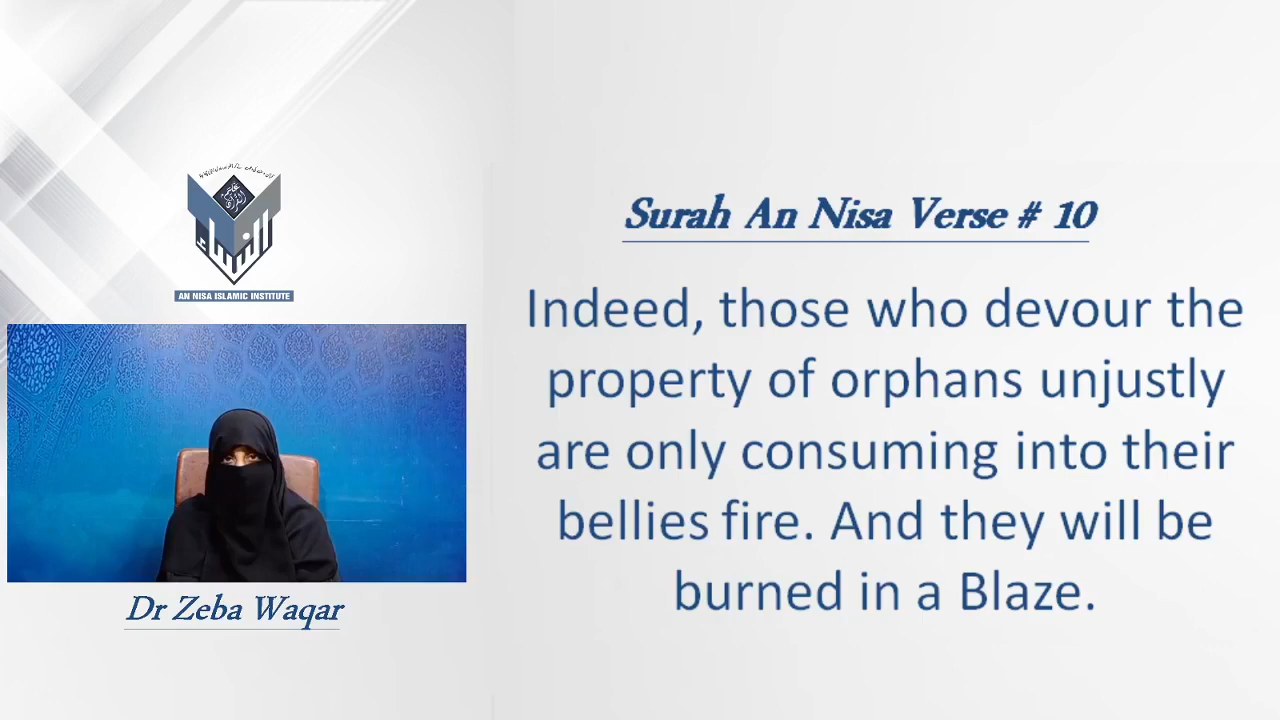 النساء
AN NISA ISLAMIC INSTITUTE
Dr Zeba Waqar
Surah An Nisa Verse # 10
Indeed, those who devour the
property of orphans unjustly
are only consuming into their
bellies fire. And they will be
burned in a Blaze.